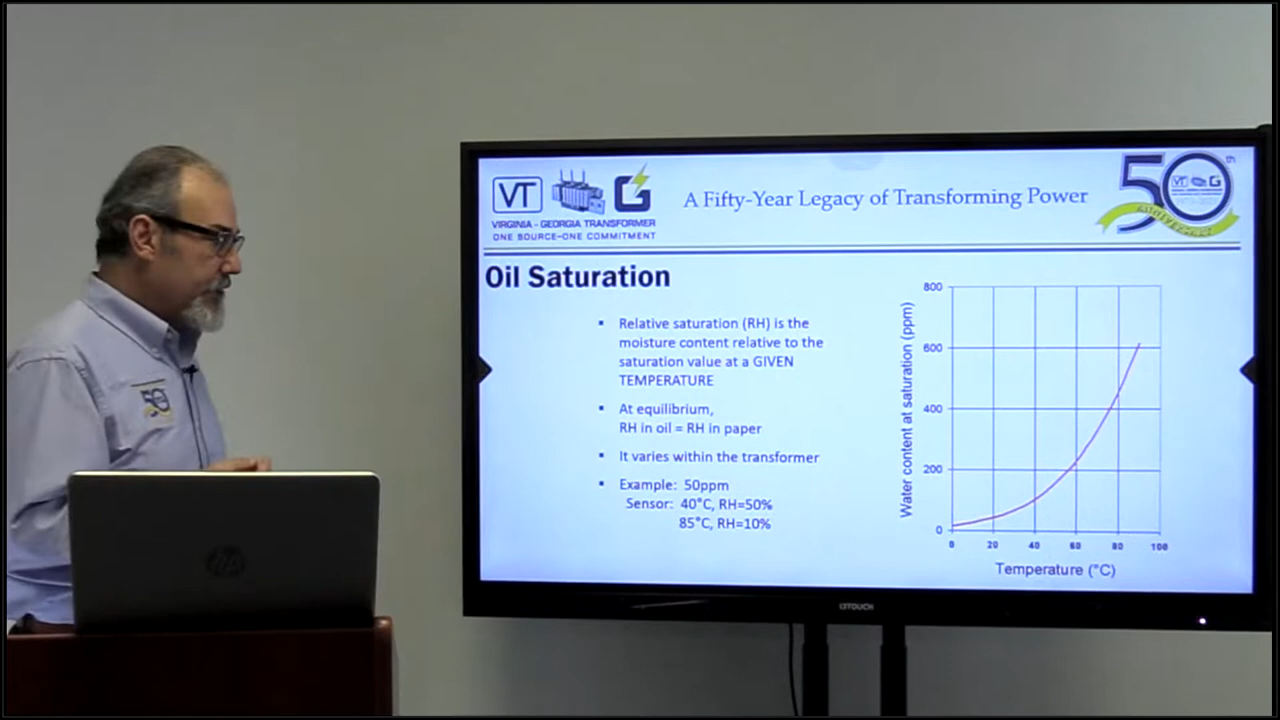 VT
G
VIRGINIA - GEORGIA TRANSFORMER
ONE SOURCE-ONE COMMITMENT
A Fifty-Year Legacy of Transforming Power
50th
Oil Saturation
▪ Relative saturation (RH) is the
moisture content relative to the
saturation value at a GIVEN
TEMPERATURE
▪ At equilibrium,
RH in oil = RH in paper
▪ It varies within the transformer
▪ Example: 50ppm
Sensor: 40°C, RH=50%
85°C, RH=10%
Water content at saturation (ppm)
800
600
400
200
0
0 20 40 60 80 100
Temperature (°C)
50
hp